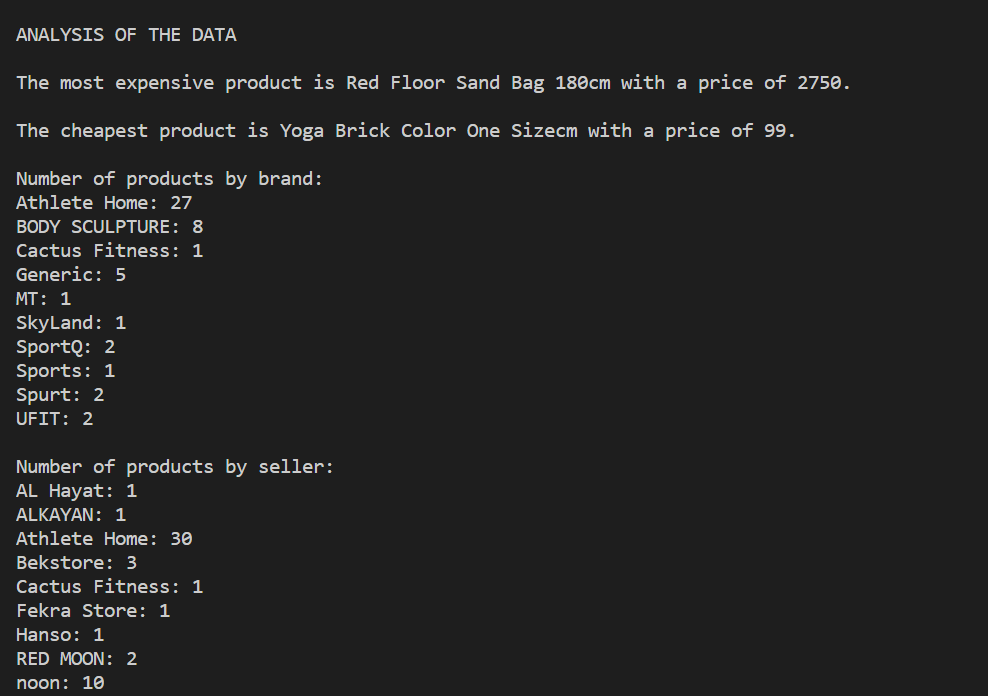 ANALYSIS OF THE DATA
The most expensive product is Red Floor Sand Bag 180cm with a price of 2750.
The cheapest product is Yoga Brick Color One Sizecm with a price of 99.
Number of products by brand:
Athlete Home: 27
BODY SCULPTURE: 8
Cactus Fitness: 1
Generic: 5
MT: 1
SkyLand: 1
SportQ: 2
Sports: 1
Spurt: 2
UFIT: 2
Number of products by seller:
AL Hayat: 1
ALKAYAN: 1
Athlete Home: 30
Bekstore: 3
Cactus Fitness: 1
Fekra Store: 1
Hanso: 1
RED MOON: 2
noon: 10